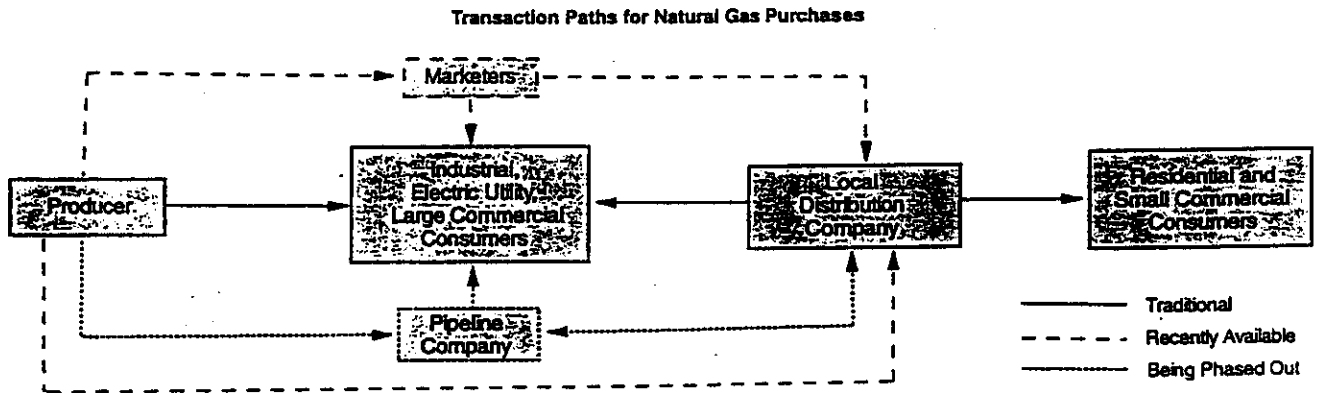 Transaction Paths for Natural Gas Purchases
Marketers
Industrial,
Electric Utility,
Large Commercial
Consumers
Producer
Local
Distribution
Company
Residential and
Small Commercial
Consumers
Pipeline
Company
Traditional
Recently Available
Being Phased Out